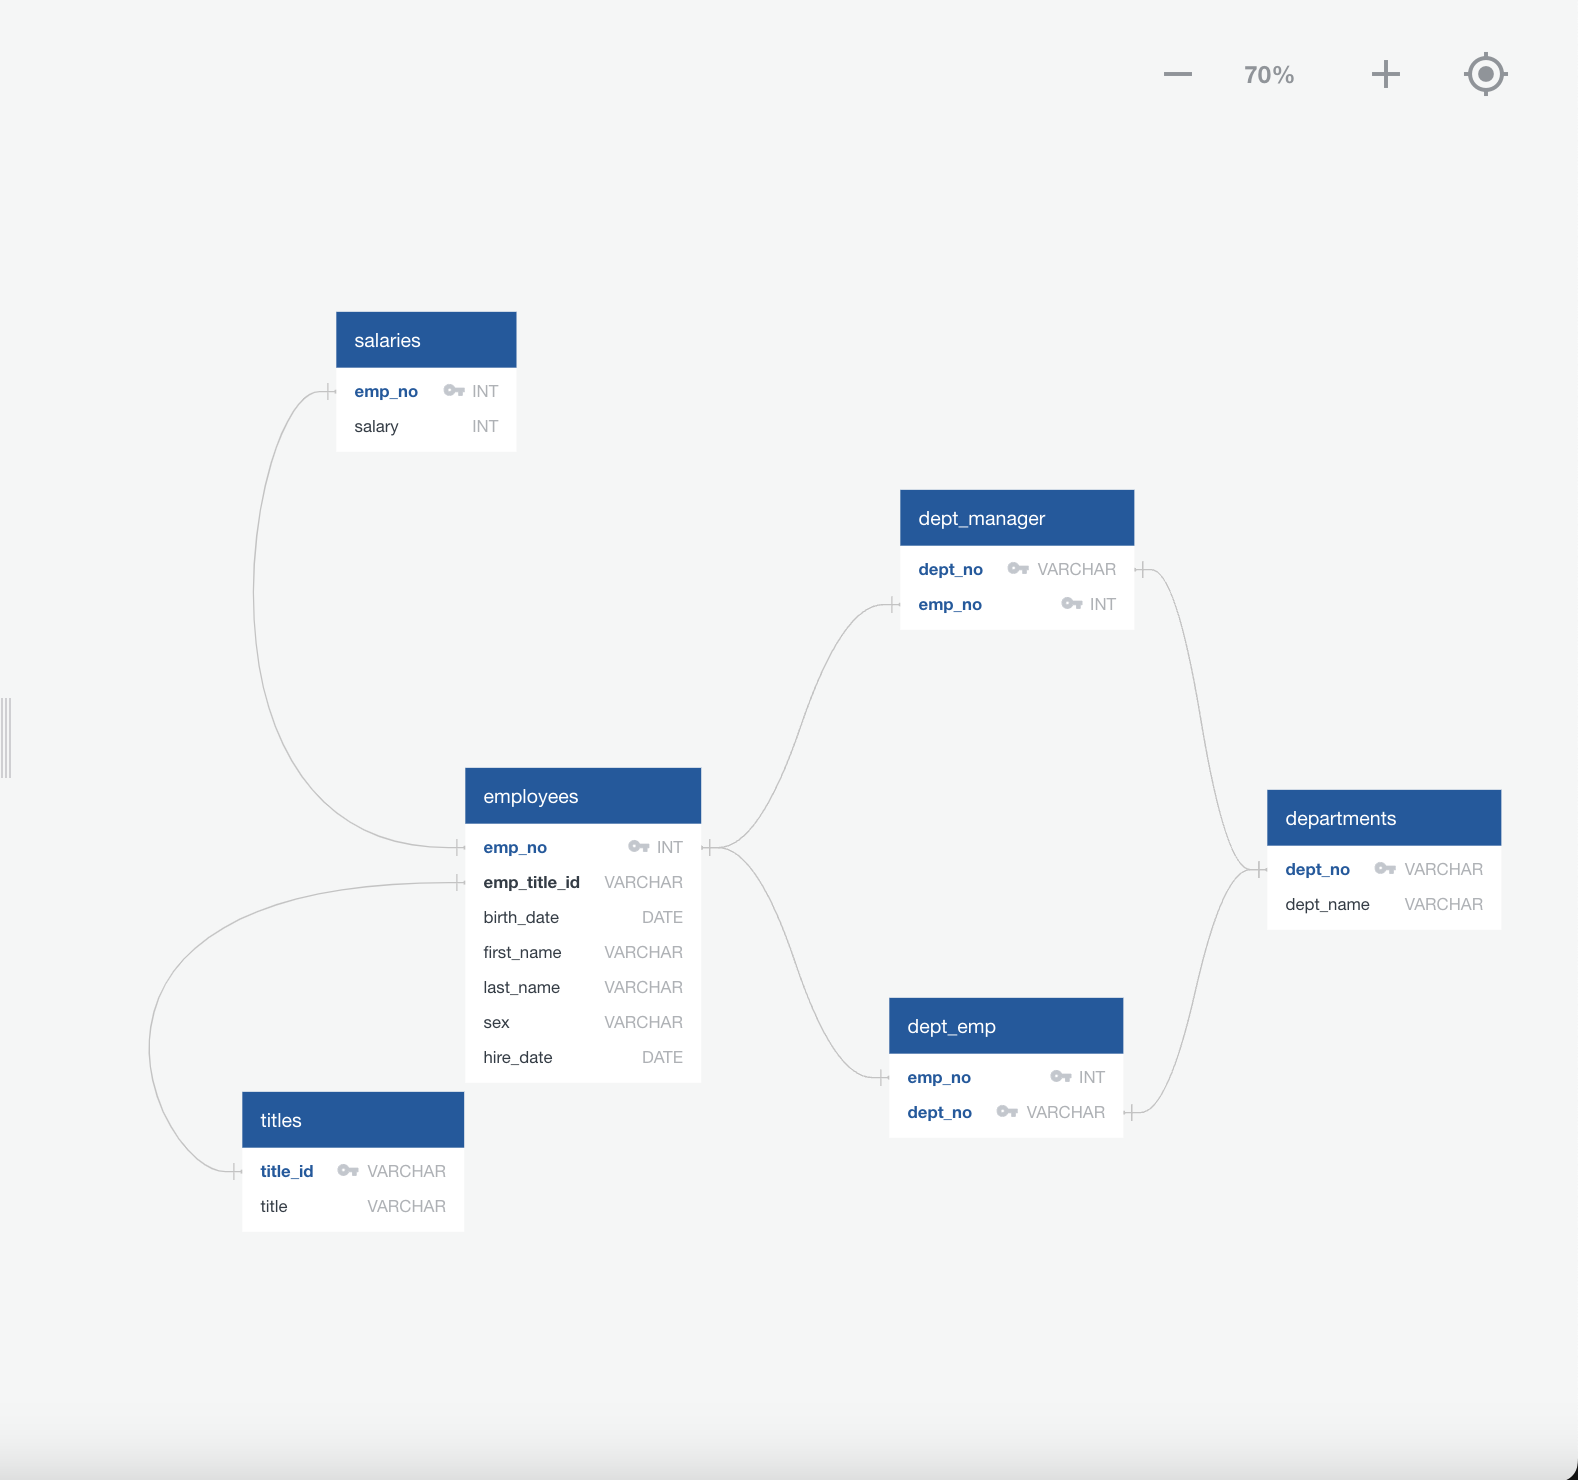 70%
salaries
emp_no INT
salary INT
dept_manager
dept_no VARCHAR
emp_no INT
employees
emp_no INT
emp_title_id VARCHAR
birth_date DATE
first_name VARCHAR
last_name VARCHAR
sex VARCHAR
hire_date DATE
departments
dept_no VARCHAR
dept_name VARCHAR
dept_emp
emp_no INT
dept_no VARCHAR
titles
title_id VARCHAR
title VARCHAR